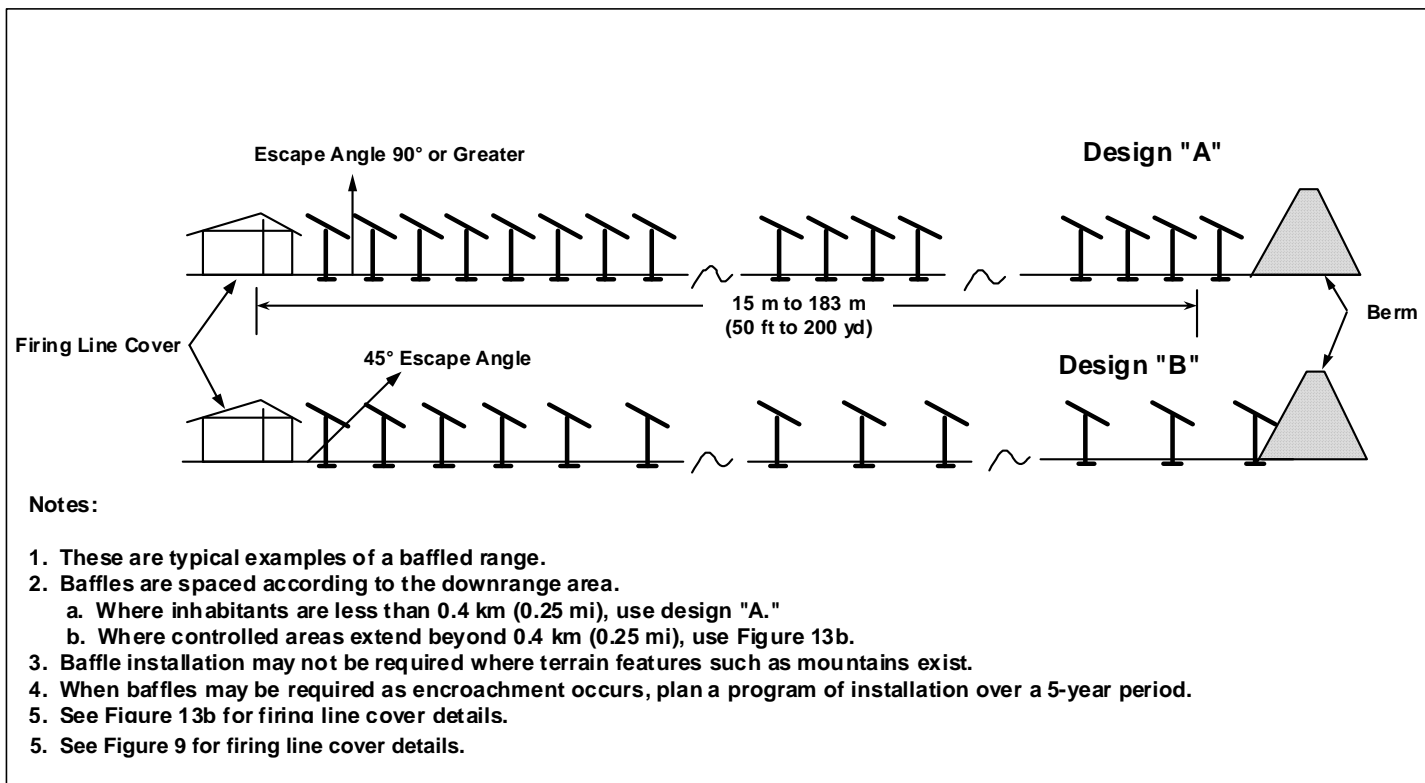 Escape Angle 90° or Greater
Design "A"
15 m to 183 m
(50 ft to 200 yd)
Berm
Firing Line Cover
45° Escape Angle
Design "B"
Notes:
1. These are typical examples of a baffled range.
2. Baffles are spaced according to the downrange area.
a. Where inhabitants are less than 0.4 km (0.25 mi), use design "A."
b. Where controlled areas extend beyond 0.4 km (0.25 mi), use Figure 13b.
3. Baffle installation may not be required where terrain features such as mountains exist.
4. When baffles may be required as encroachment occurs, plan a program of installation over a 5-year period.
5. See Figure 13b for firing line cover details.
5. See Figure 9 for firing line cover details.